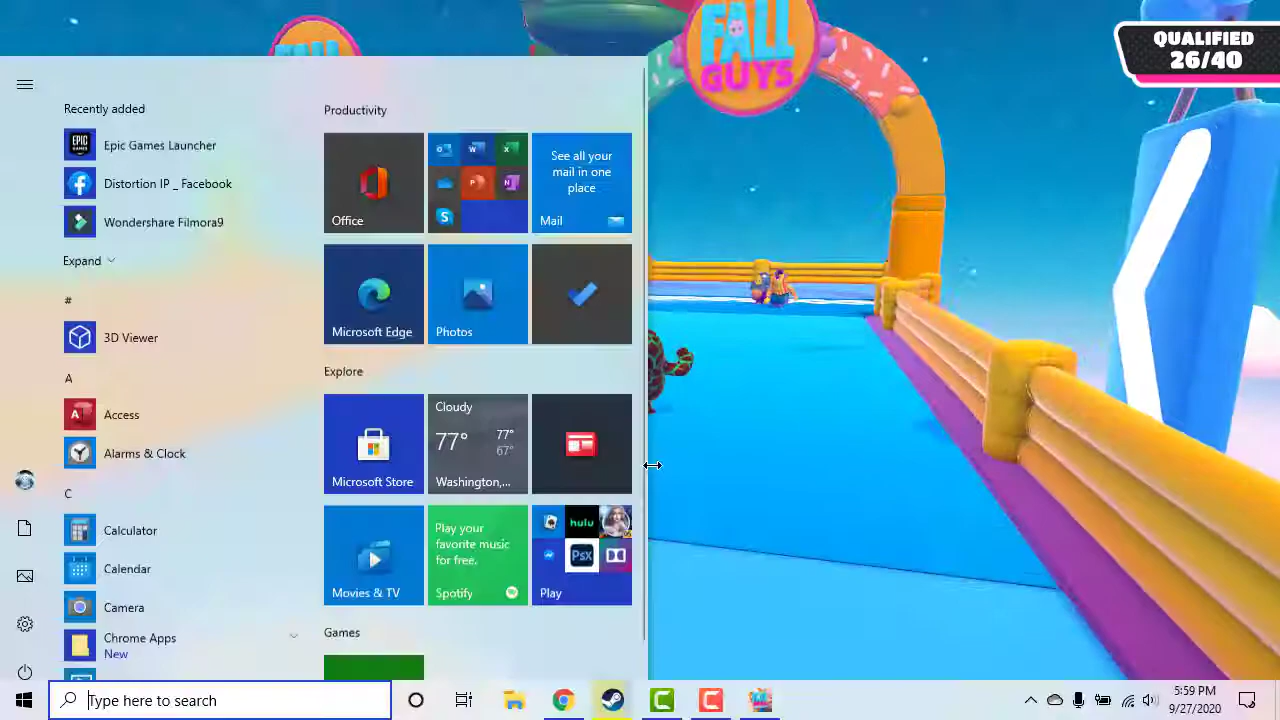 FALL
FALL
GUYS
QUALIFIED
26/40
Recently added
Epic Games Launcher
Distortion IP _ Facebook
Wondershare Filmora9
Expand
#
3D Viewer
A
Access
Alarms & Clock
C
Calculator
Calendar
Camera
Chrome Apps
New
Productivity
Office
See all your
mail in one
place
Mail
Microsoft Edge
Photos
Explore
Microsoft Store
Cloudy
77°
77°
67°
Washington,...
Movies & TV
Play your
favorite music
for free.
Spotify
hulu
Psx
Play
Games
Type here to search
5:59 PM
9/27/2020